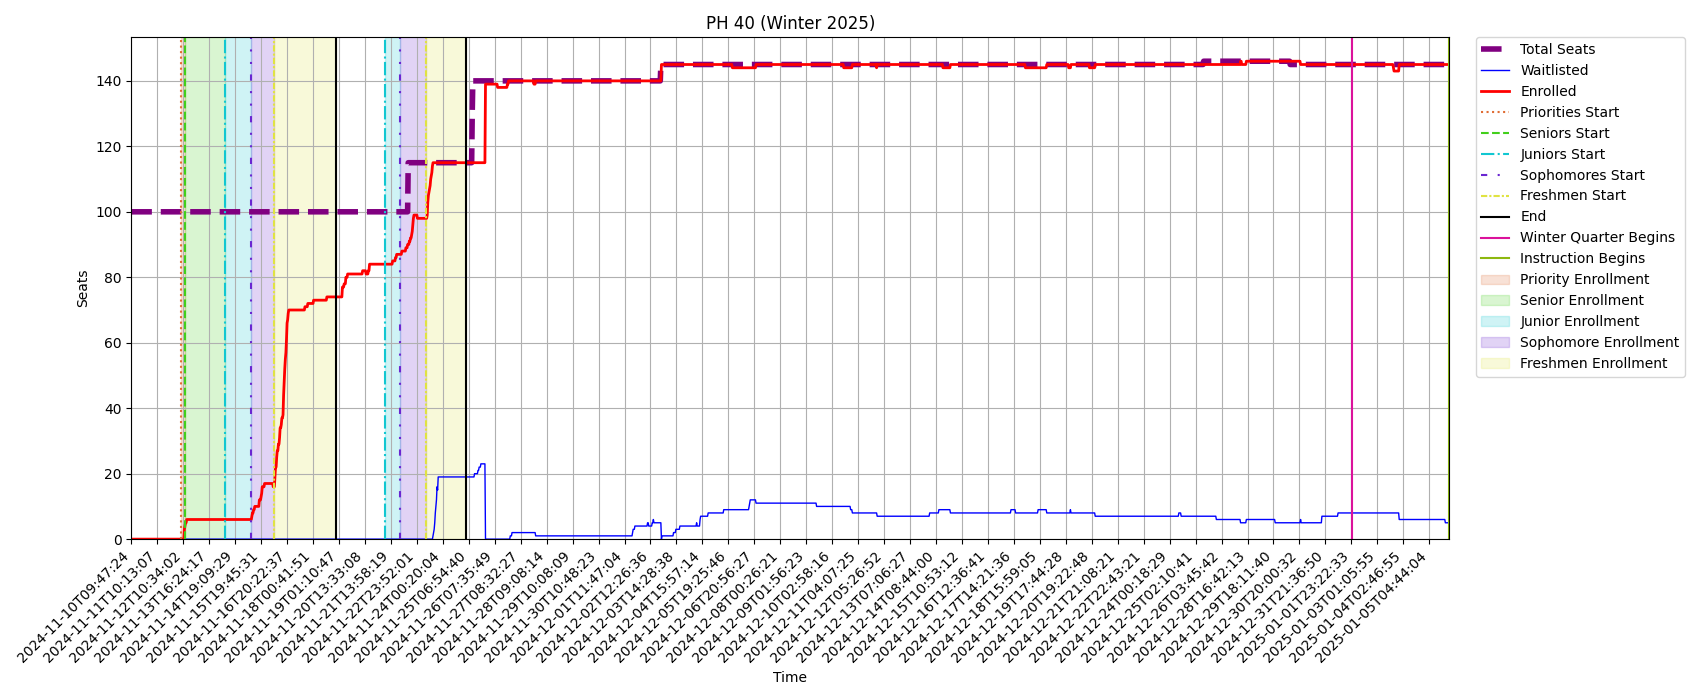 PH 40 (Winter 2025)
Seats
140
120
100
80
60
40
20
0
2024-11-10T09:47:24
2024-11-11T10:13:07
2024-11-12T10:34:02
2024-11-13T16:24:17
2024-11-14T19:09:29
2024-11-15T19:45:31
2024-11-16T20:22:37
2024-11-18T00:41:51
2024-11-19T01:10:47
2024-11-20T13:33:08
2024-11-21T13:58:19
2024-11-22T23:52:01
2024-11-24T00:20:04
2024-11-25T06:54:40
2024-11-26T07:35:49
2024-11-27T08:32:27
2024-11-28T09:08:14
2024-11-29T10:08:09
2024-11-30T10:48:23
2024-12-01T11:47:04
2024-12-02T12:26:36
2024-12-03T14:28:38
2024-12-04T15:57:14
2024-12-05T19:25:46
2024-12-06T20:56:27
2024-12-08T00:26:21
2024-12-09T01:56:23
2024-12-10T02:58:16
2024-12-11T04:07:25
2024-12-12T05:26:52
2024-12-13T07:06:27
2024-12-14T08:44:00
2024-12-15T10:53:12
2024-12-16T12:36:41
2024-12-17T14:21:36
2024-12-18T15:59:05
2024-12-19T17:44:28
2024-12-20T19:22:48
2024-12-21T21:08:21
2024-12-22T22:43:21
2024-12-24T00:18:29
2024-12-25T02:10:41
2024-12-26T03:45:42
2024-12-28T16:42:13
2024-12-29T18:11:40
2024-12-30T20:00:32
2024-12-31T21:36:50
2025-01-01T23:22:33
2025-01-03T01:05:55
2025-01-04T02:46:55
2025-01-05T04:44:04
Time
Total Seats
Waitlisted
Enrolled
Priorities Start
Seniors Start
Juniors Start
Sophomores Start
Freshmen Start
End
Winter Quarter Begins
Instruction Begins
Priority Enrollment
Senior Enrollment
Junior Enrollment
Sophomore Enrollment
Freshmen Enrollment